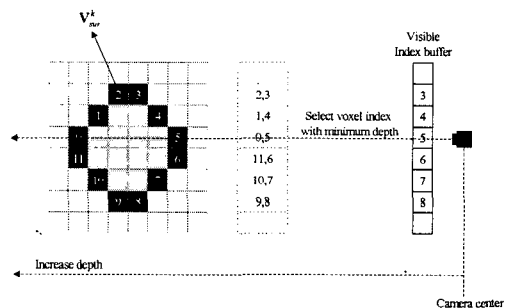 V^k_sur
Visible
Index buffer
2 3
1 4
5
11 6
10 7
9 8
2,3
1,4
0,5
11,6
10,7
9,8
Select voxel index
with minimum depth
3
4
5
6
7
8
Increase depth
Camera center